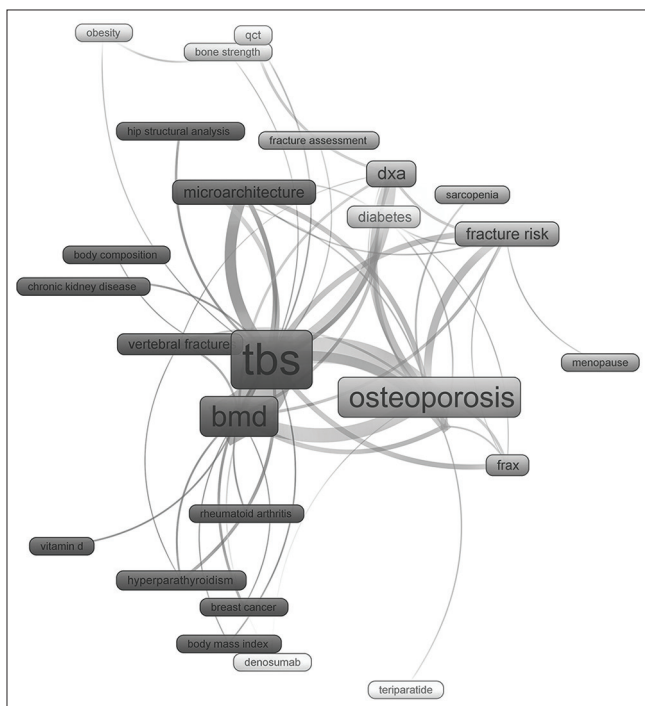 obesity
qct
bone strength
hip structural analysis
fracture assessment
dxa
microarchitecture
sarcopenia
diabetes
fracture risk
body composition
chronic kidney disease
vertebral fracture
tbs
menopause
osteoporosis
bmd
frax
rheumatoid arthritis
vitamin d
hyperparathyroidism
breast cancer
body mass index
denosumab
teriparatide